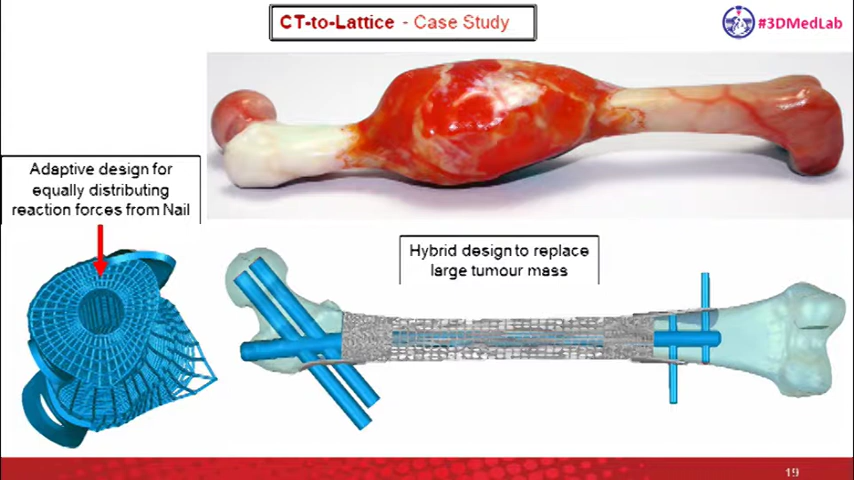 CT-to-Lattice - Case Study
#3DMedLab
Adaptive design for
equally distributing
reaction forces from Nail
Hybrid design to replace
large tumour mass
19